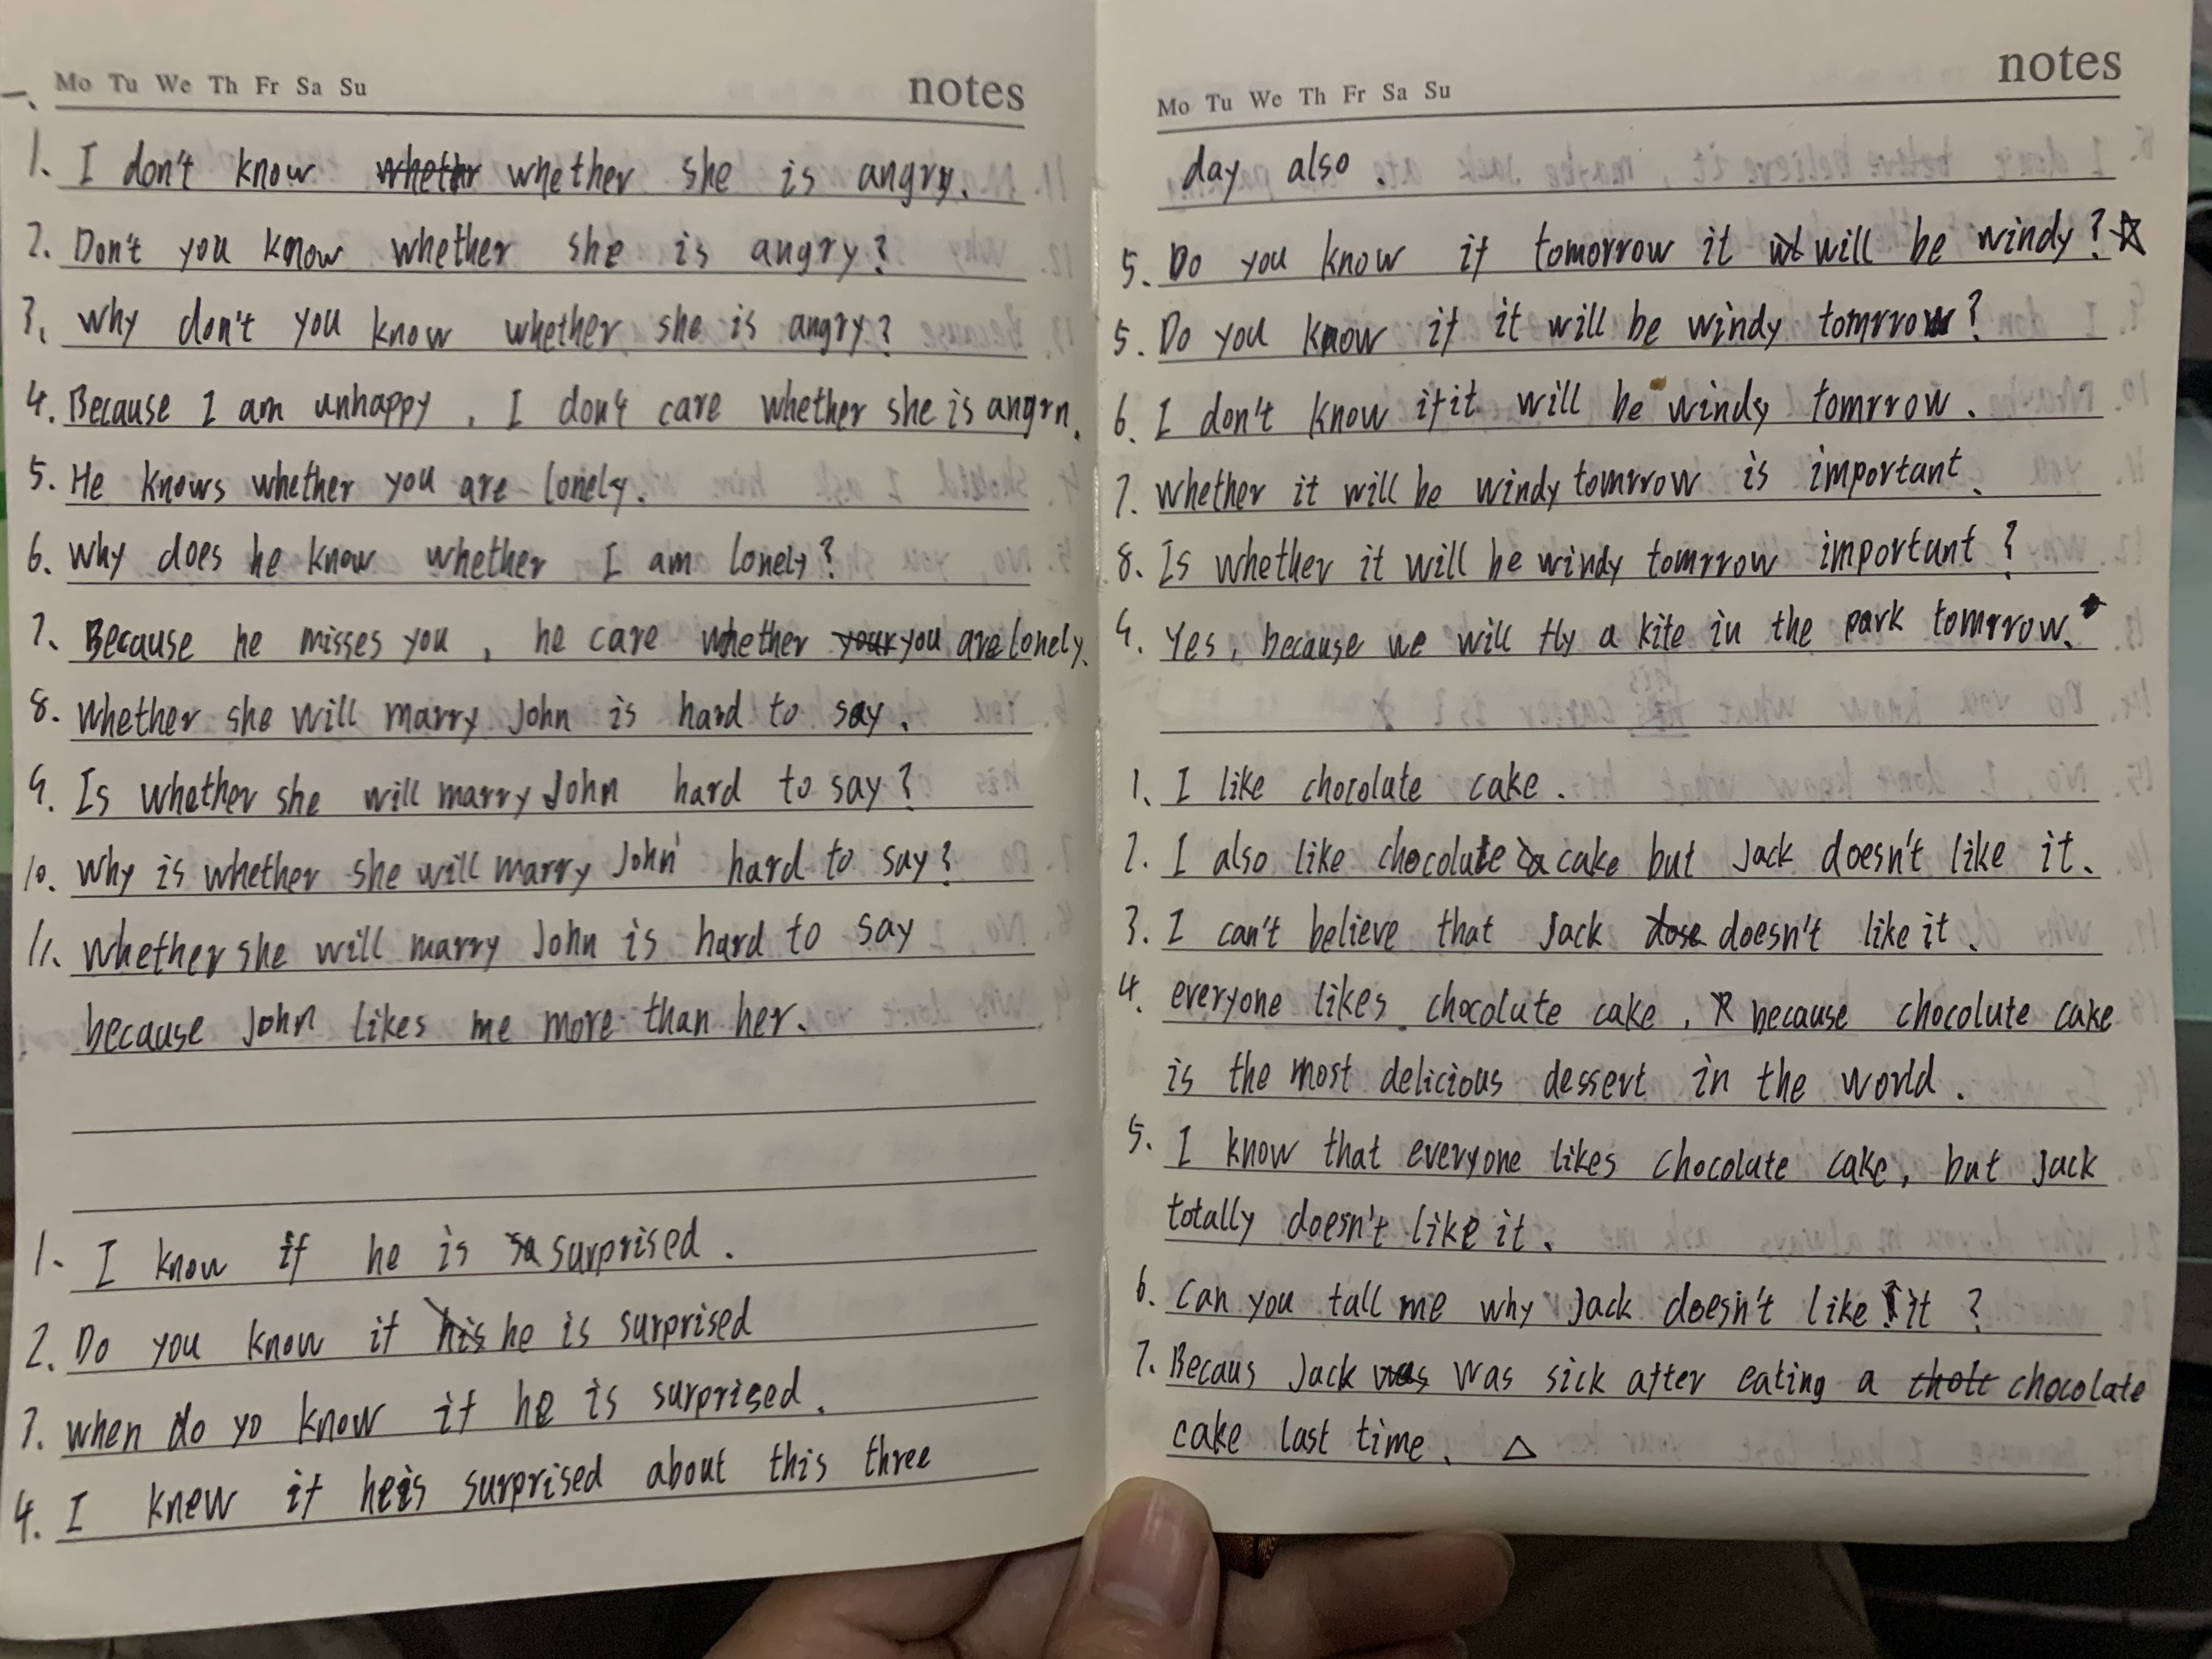 一、
Mo Tu We Th Fr Sa Su notes
1. I don't know whether she is angry.
2. Don't you know whether she is angry?
3. why don't you know whether she is angry?
4. Because I am unhappy, I don't care whether she is angrn.
5. He knows whether you are lonely.
6. why does he know whether I am lonely?
7. Because he misses you, he care whether you are lonely.
8. whether she will marry John is hard to say.
9. Is whether she will marry John hard to say?
10. why is whether she will marry John hard to say?
11. whether she will marry John is hard to say
because John likes me more than her.
1. I know if he is surprised.
2. Do you know if he is surprised
3. when do yo know if he is surprised.
4. I knew if he is surprised about this three
Mo Tu We Th Fr Sa Su notes
day also.
5. Do you know if tomorrow it will be windy? ☆
5. Do you know if it will be windy tomrrow?
6. I don't know if it will be windy tomrrow.
7. whether it will be windy tomrrow is important.
8. Is whether it will be windy tomrrow important?
9. Yes, because we will fly a kite in the park tomrrow.
1. I like chocolate cake.
2. I also like chocolate cake but Jack doesn't like it.
3. I can't believe that Jack doesn't like it.
4. everyone likes chocolate cake, because chocolate cake
is the most delicious dessert in the world.
5. I know that everyone likes chocolate cake, but Jack
totally doesn't like it.
6. Can you tall me why Jack doesn't like it?
7. Becaus Jack was sick after eating a chocolate
cake last time. △